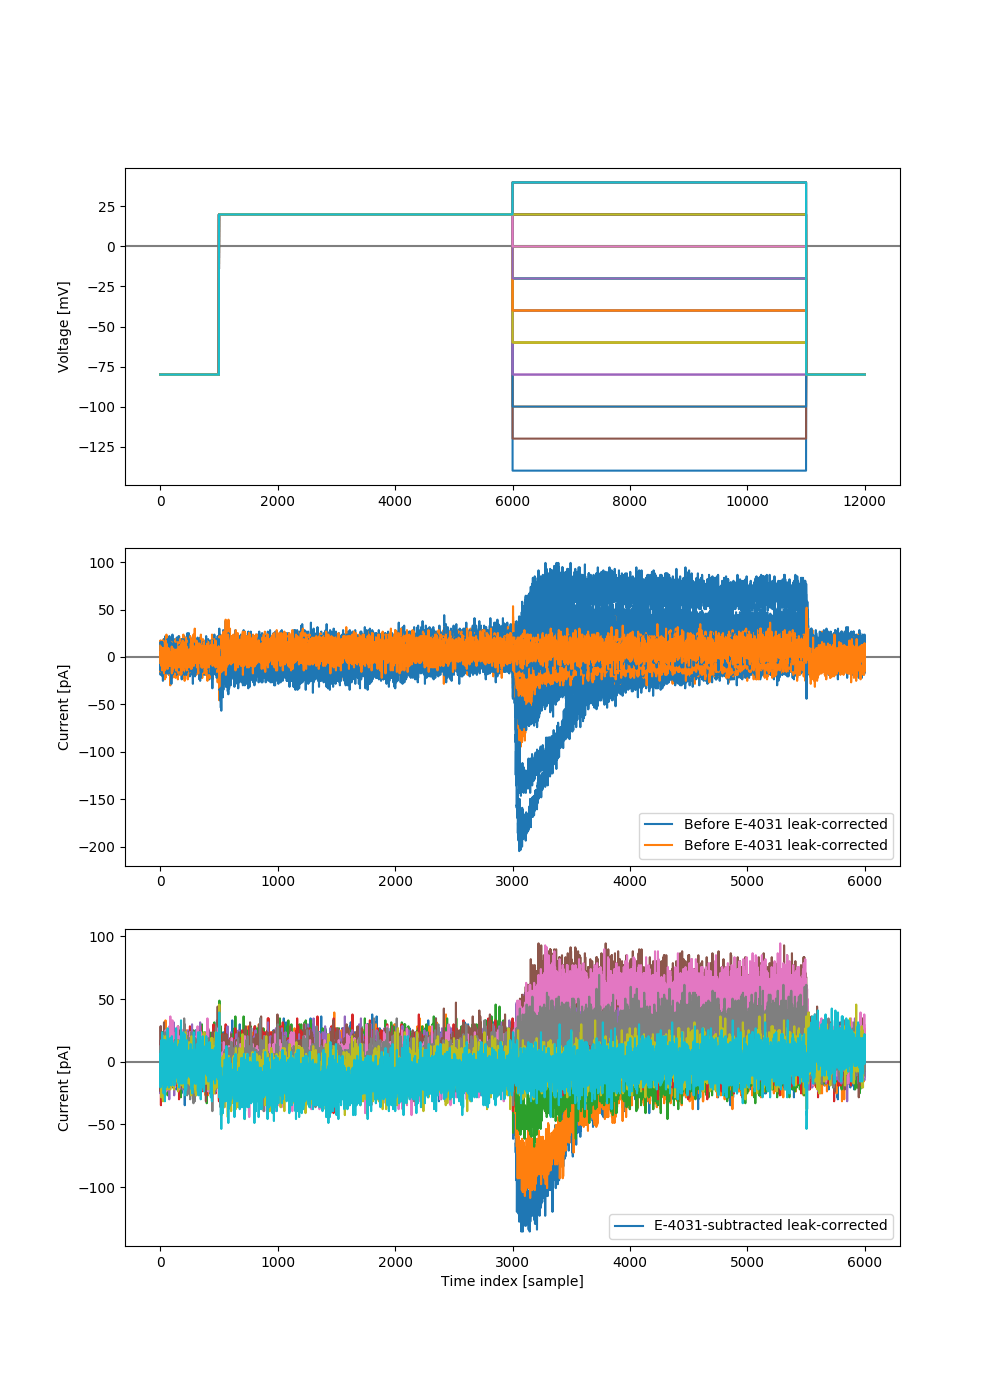 25
0
−25
−50
−75
−100
−125
Voltage [mV]
0 2000 4000 6000 8000 10000 12000
100
50
0
−50
−100
−150
−200
Current [pA]
Before E-4031 leak-corrected
Before E-4031 leak-corrected
0 1000 2000 3000 4000 5000 6000
100
50
0
−50
−100
Current [pA]
E-4031-subtracted leak-corrected
0 1000 2000 3000 4000 5000 6000
Time index [sample]